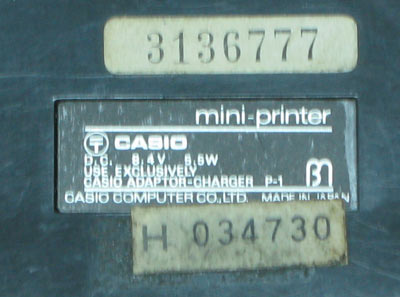 3136777
mini-printer
CASIO
D.C. 8.4V 5.5W
USE EXCLUSIVELY
CASIO ADAPTOR-CHARGER P-1
CASIO COMPUTER CO., LTD. MADE IN JAPAN
H 034730